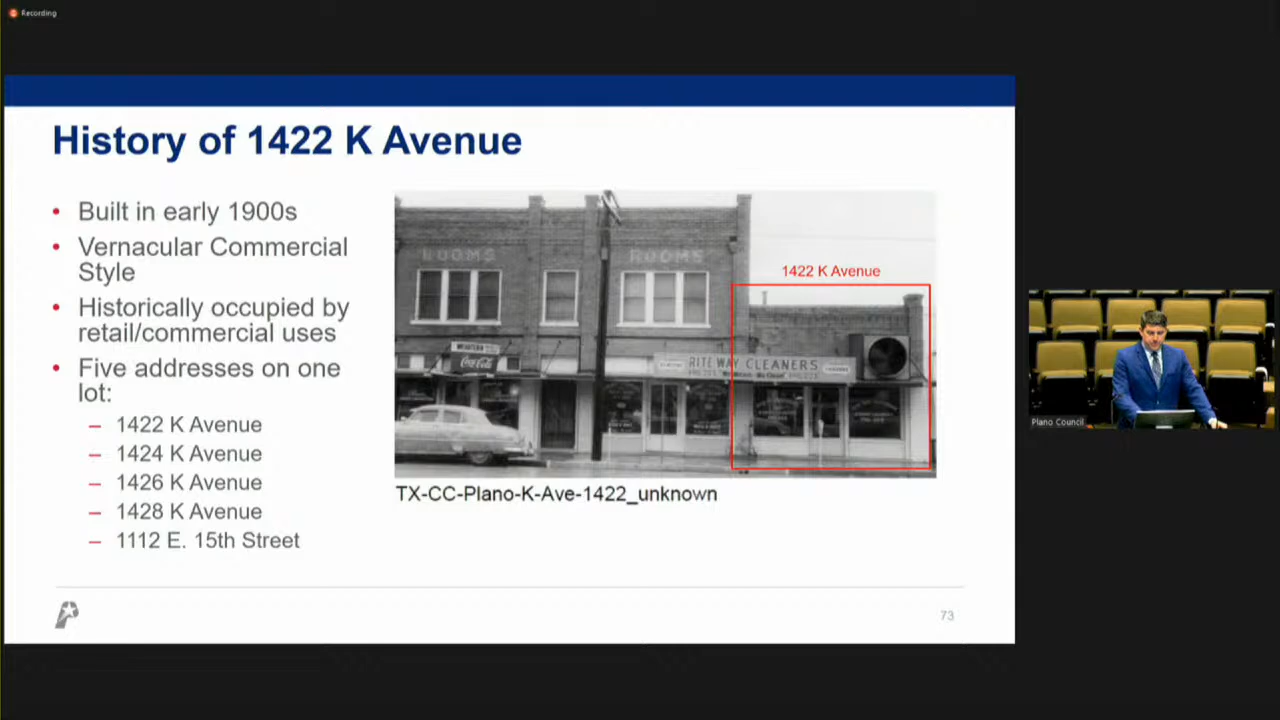 Recording
History of 1422 K Avenue
• Built in early 1900s
• Vernacular Commercial
Style
• Historically occupied by
retail/commercial uses
• Five addresses on one
lot:
– 1422 K Avenue
– 1424 K Avenue
– 1426 K Avenue
– 1428 K Avenue
– 1112 E. 15th Street
ROOMS
ROOMS
1422 K Avenue
WESTERN
Coca-Cola
RITE WAY CLEANERS
TX-CC-Plano-K-Ave-1422_unknown
73
Plano Council